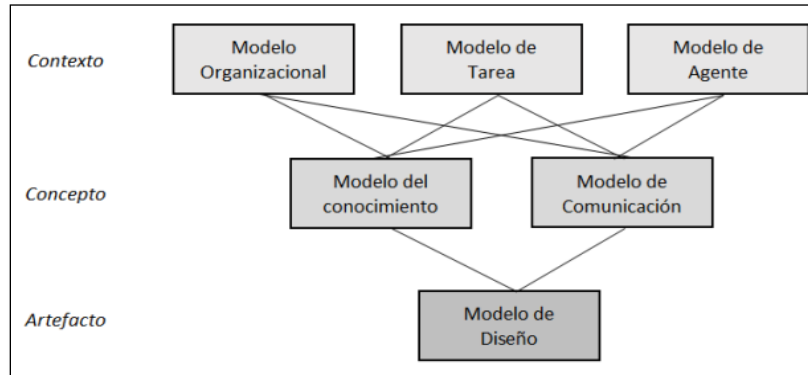 Contexto
Modelo
Organizacional
Modelo de
Tarea
Modelo de
Agente
Concepto
Modelo del
conocimiento
Modelo de
Comunicación
Artefacto
Modelo de
Diseño